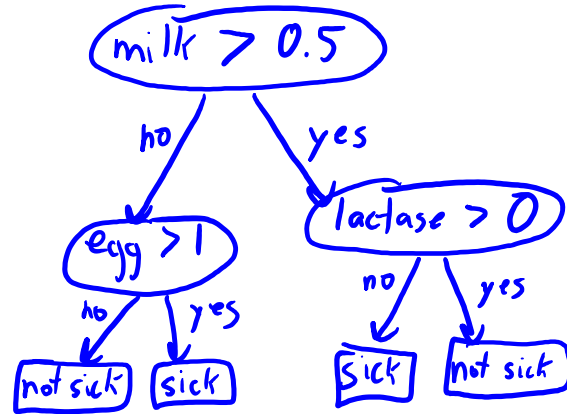 milk > 0.5
no yes
egg > 1 lactase > 0
no yes no yes
not sick sick sick not sick